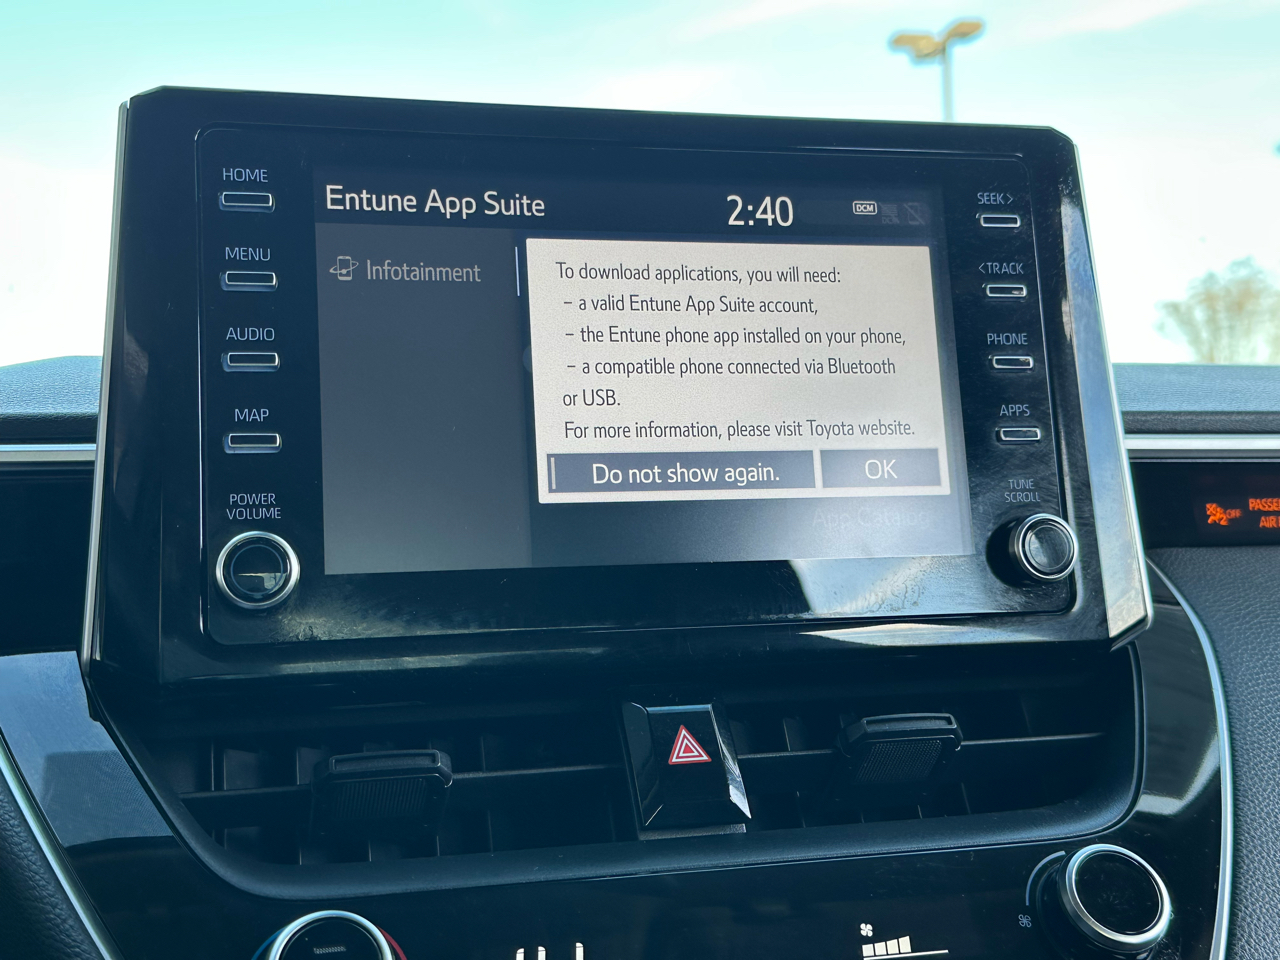 HOME
MENU
AUDIO
MAP
POWER
VOLUME
Entune App Suite
2:40
DCM
Infotainment
To download applications, you will need:
– a valid Entune App Suite account,
– the Entune phone app installed on your phone,
– a compatible phone connected via Bluetooth
or USB.
For more information, please visit Toyota website.
Do not show again.
OK
App Catalog
SEEK >
< TRACK
PHONE
APPS
TUNE
SCROLL
OFF